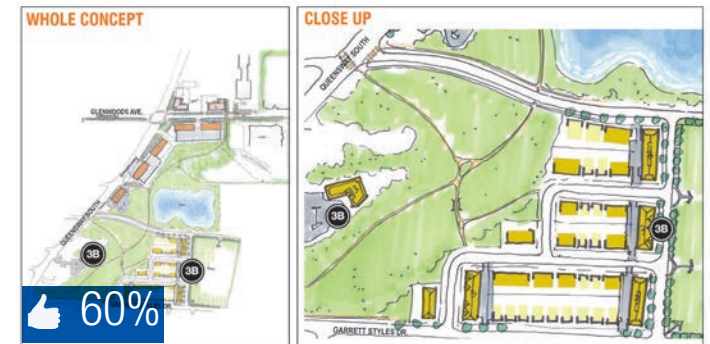 WHOLE CONCEPT
GLENWOODS AVE.
QUEENSWAY SOUTH
3B
3B
60%
CLOSE UP
QUEENSWAY SOUTH
3B
3B
GARRETT STYLES DR.